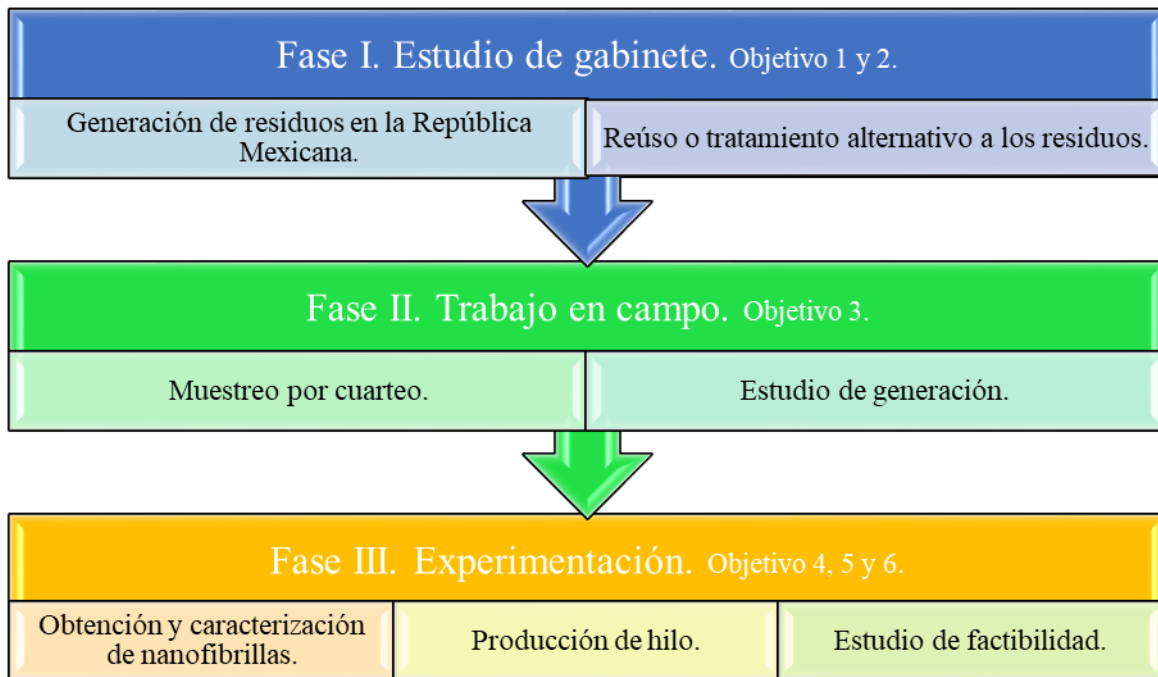 Fase I. Estudio de gabinete. Objetivo 1 y 2.
Generación de residuos en la República
Mexicana.
Reúso o tratamiento alternativo a los residuos.
Fase II. Trabajo en campo. Objetivo 3.
Muestreo por cuarteo.
Estudio de generación.
Fase III. Experimentación. Objetivo 4, 5 y 6.
Obtención y caracterización
de nanofibrillas.
Producción de hilo.
Estudio de factibilidad.